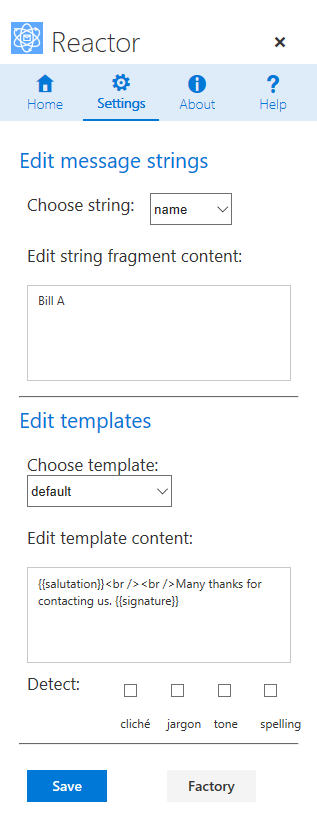 Reactor ×
Home Settings About Help
Edit message strings
Choose string: name
Edit string fragment content:
Bill A
Edit templates
Choose template:
default
Edit template content:
{{salutation}}<br /><br />Many thanks for
contacting us. {{signature}}
Detect:
cliché jargon tone spelling
Save Factory